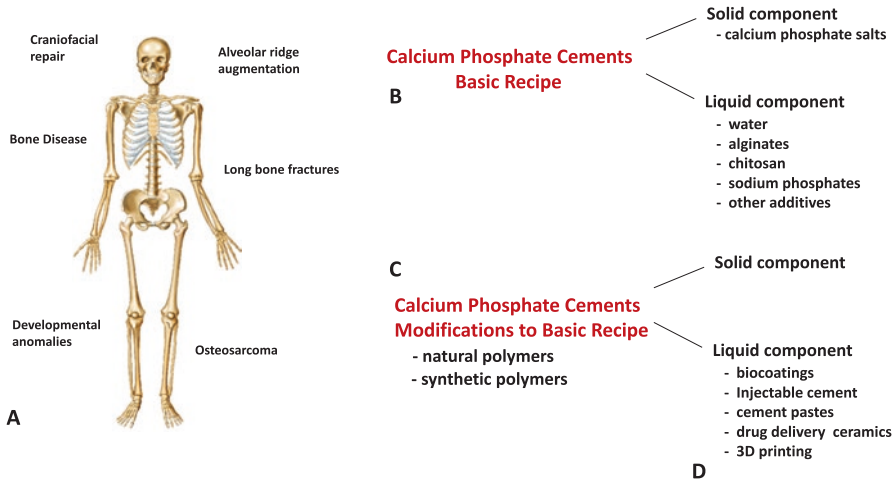 Craniofacial
repair
Alveolar ridge
augmentation
Bone Disease
Long bone fractures
Developmental
anomalies
Osteosarcoma
A
Calcium Phosphate Cements
Basic Recipe
B
Solid component
- calcium phosphate salts
Liquid component
- water
- alginates
- chitosan
- sodium phosphates
- other additives
C
Calcium Phosphate Cements
Modifications to Basic Recipe
- natural polymers
- synthetic polymers
Solid component
Liquid component
- biocoatings
- Injectable cement
- cement pastes
- drug delivery ceramics
- 3D printing
D